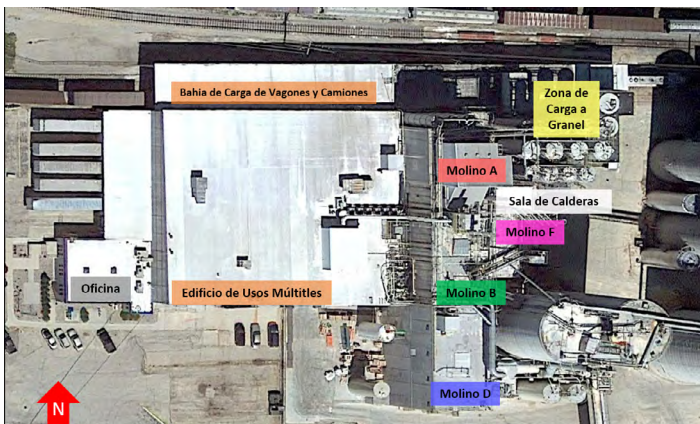 Bahia de Carga de Vagones y Camiones
Zona de
Carga a
Granel
Molino A
Sala de Calderas
Molino F
Oficina
Edificio de Usos Múltitles
Molino B
Molino D
N